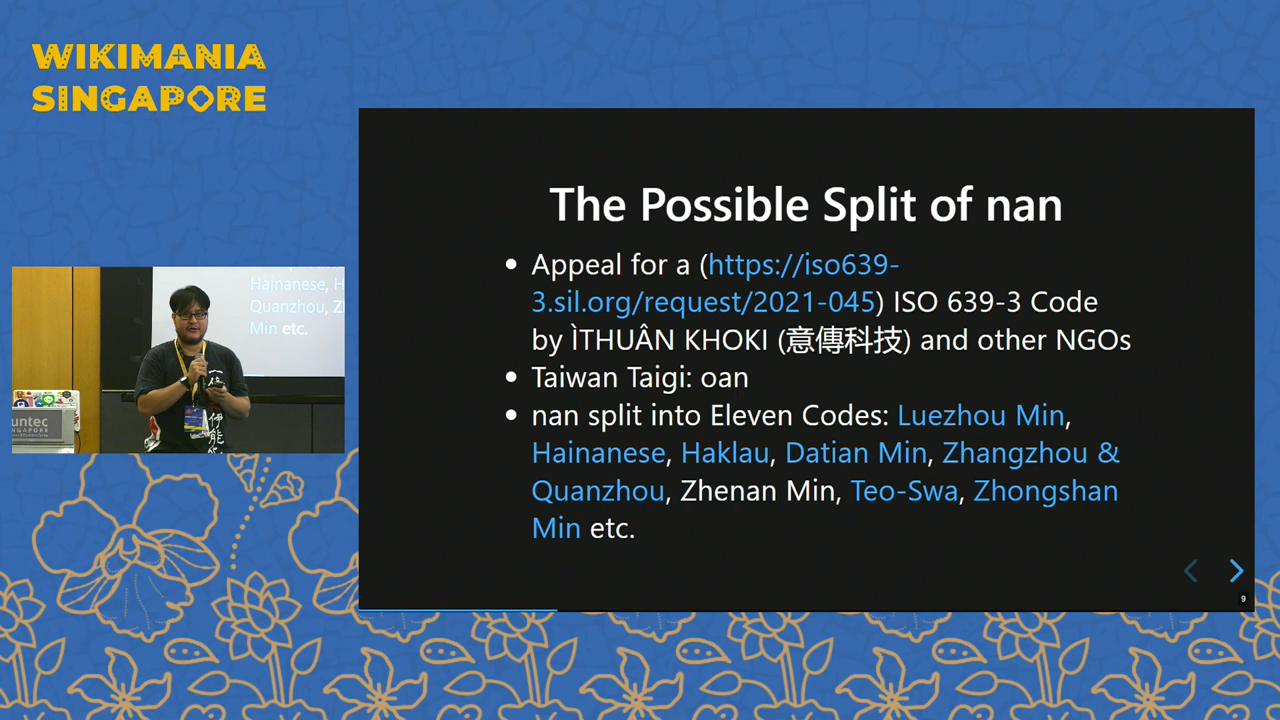 WIKIMANIA
SINGAPORE
The Possible Split of nan
• Appeal for a (https://iso639-
3.sil.org/request/2021-045) ISO 639-3 Code
by ÌTHUÂN KHOKI (意傳科技) and other NGOs
• Taiwan Taigi: oan
• nan split into Eleven Codes: Luezhou Min,
Hainanese, Haklau, Datian Min, Zhangzhou &
Quanzhou, Zhenan Min, Teo-Swa, Zhongshan
Min etc.
9
Hainanese, H
Quanzhou, Z
Min etc.
untec
SINGAPORE